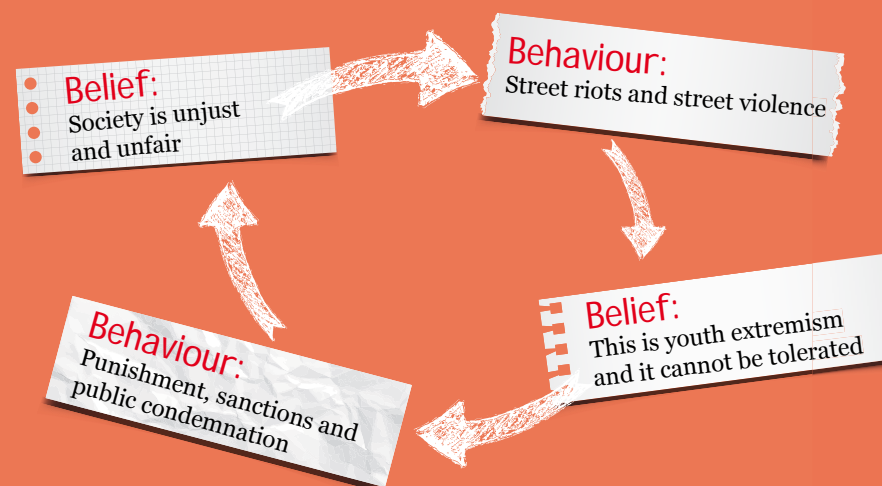 Belief:
Society is unjust
and unfair
Behaviour:
Street riots and street violence
Belief:
This is youth extremism
and it cannot be tolerated
Behaviour:
Punishment, sanctions and
public condemnation